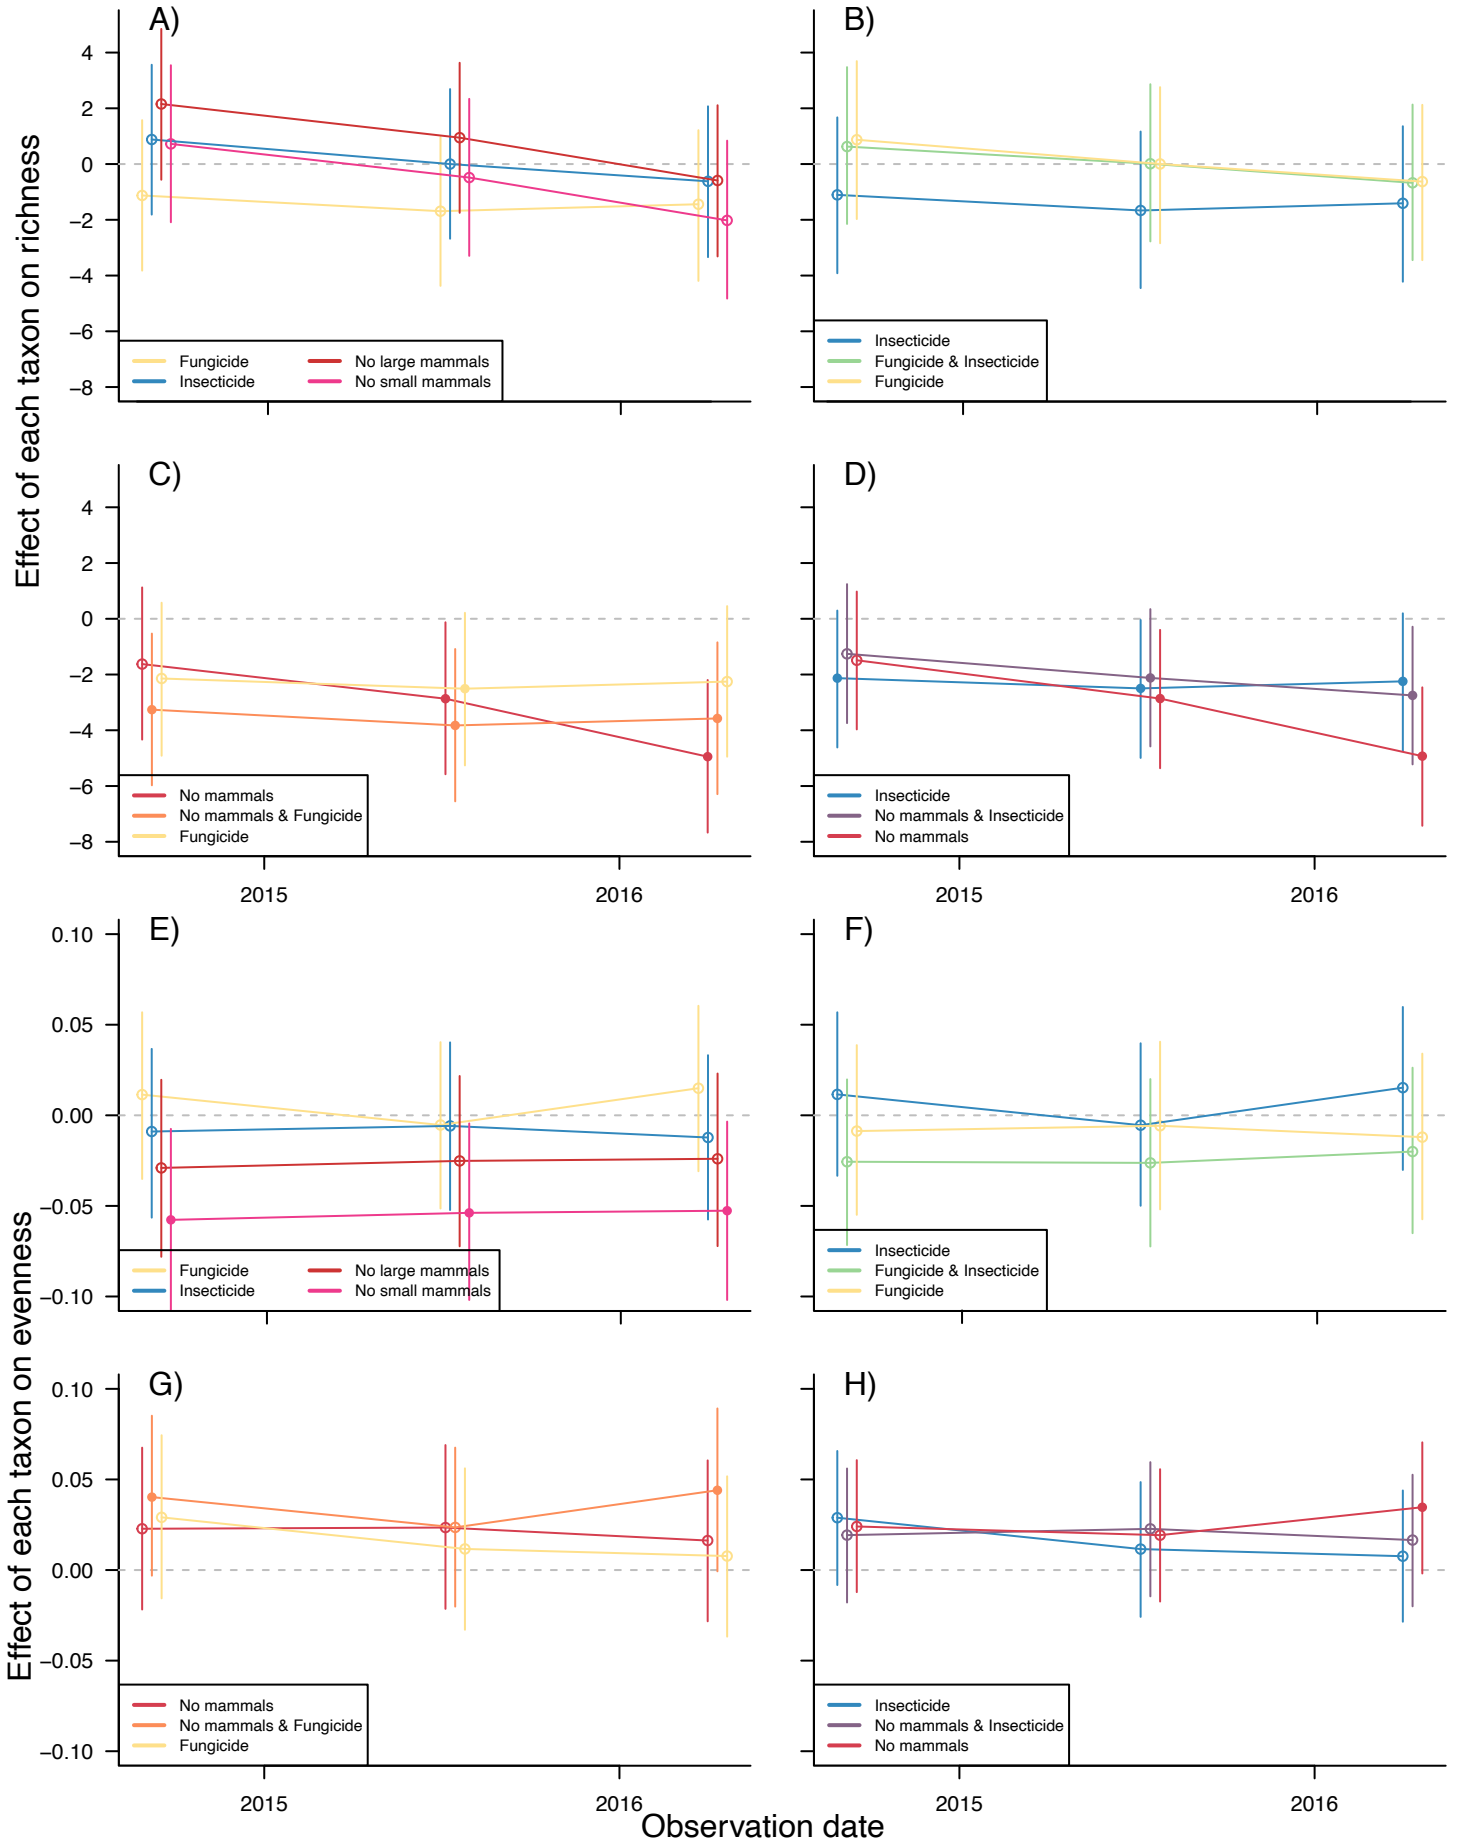 Effect of each taxon on richness
A)
4
2
0
−2
−4
−6
−8
Fungicide
Insecticide
No large mammals
No small mammals
B)
Insecticide
Fungicide & Insecticide
Fungicide
C)
4
2
0
−2
−4
−6
−8
No mammals
No mammals & Fungicide
Fungicide
2015
2016
D)
Insecticide
No mammals & Insecticide
No mammals
2015
2016
Effect of each taxon on evenness
E)
0.10
0.05
0.00
−0.05
−0.10
Fungicide
Insecticide
No large mammals
No small mammals
F)
Insecticide
Fungicide & Insecticide
Fungicide
G)
0.10
0.05
0.00
−0.05
−0.10
No mammals
No mammals & Fungicide
Fungicide
2015
2016
H)
Insecticide
No mammals & Insecticide
No mammals
2015
2016
Observation date